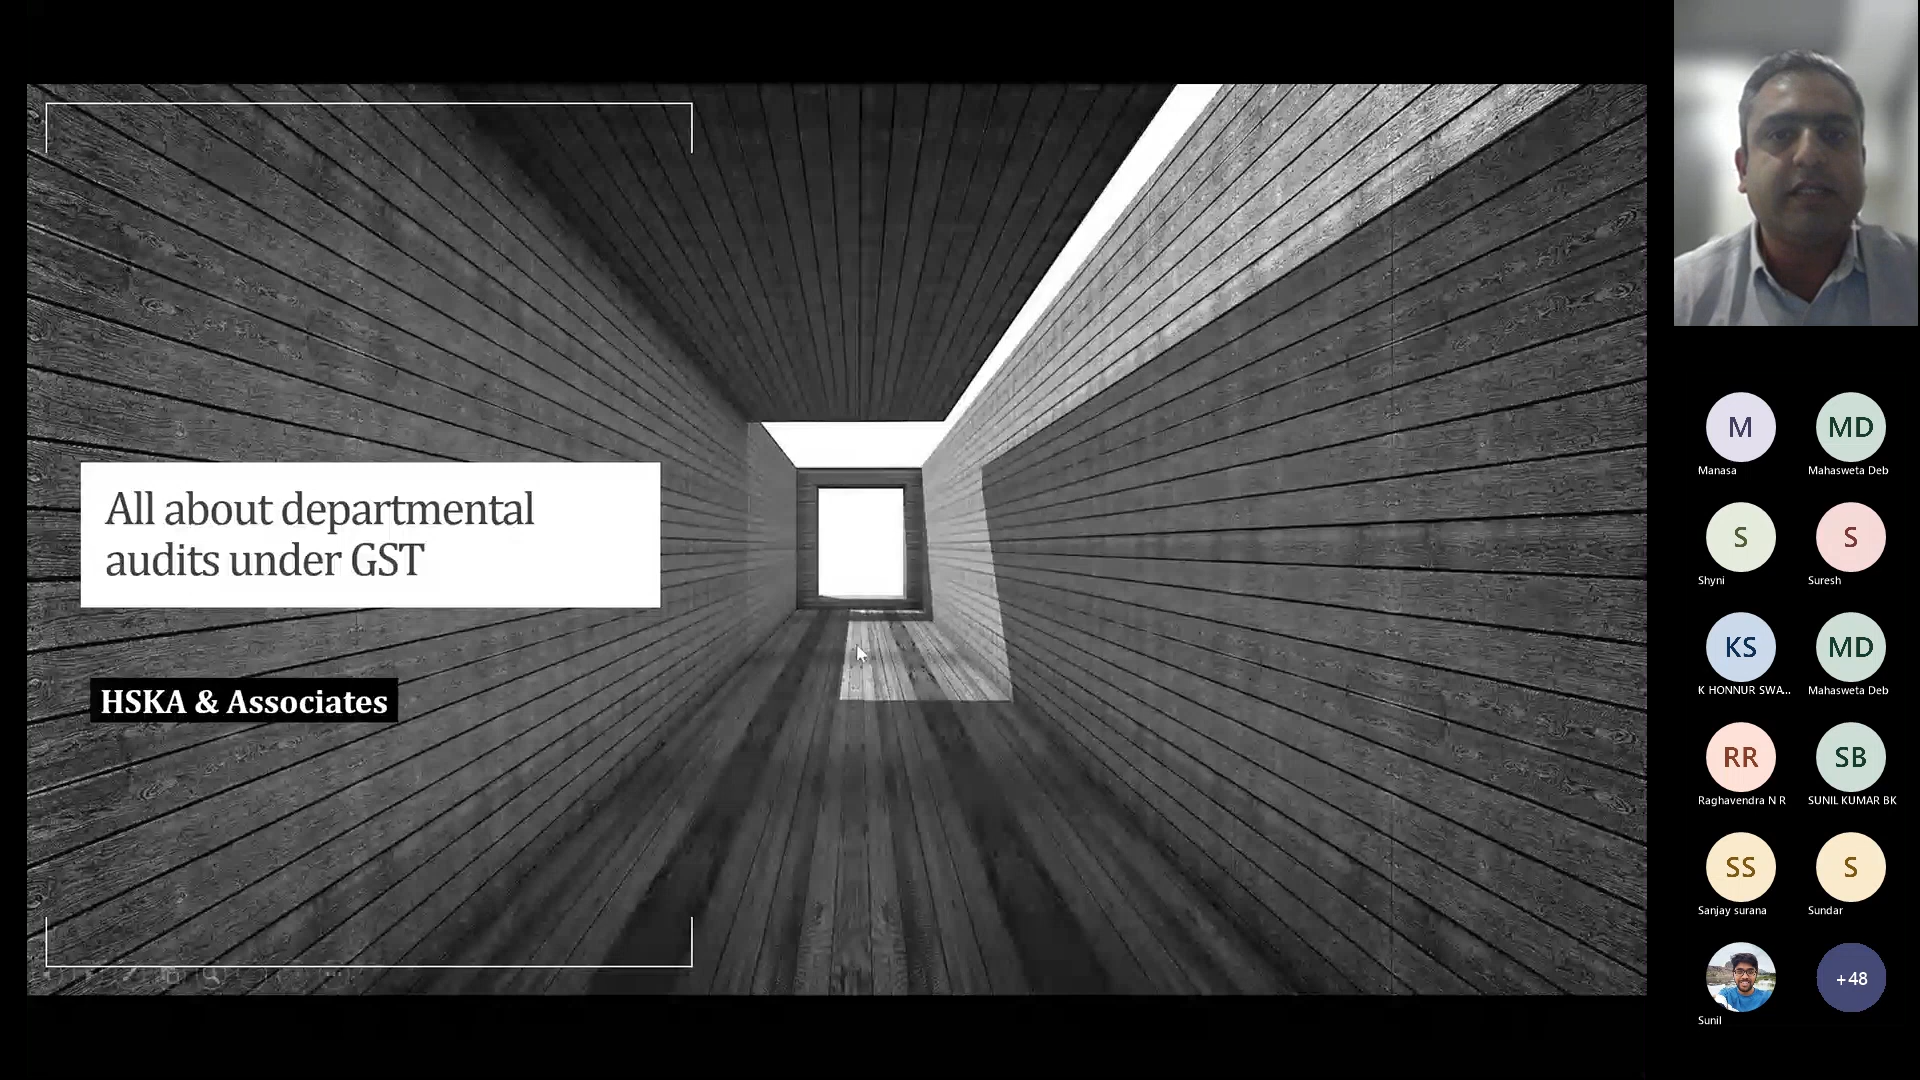 All about departmental
audits under GST
HSKA & Associates
M
Manasa
MD
Mahasweta Deb
S
Shyni
S
Suresh
KS
K HONNUR SWA...
MD
Mahasweta Deb
RR
Raghavendra N R
SB
SUNIL KUMAR BK
SS
Sanjay surana
S
Sundar
Sunil
+48